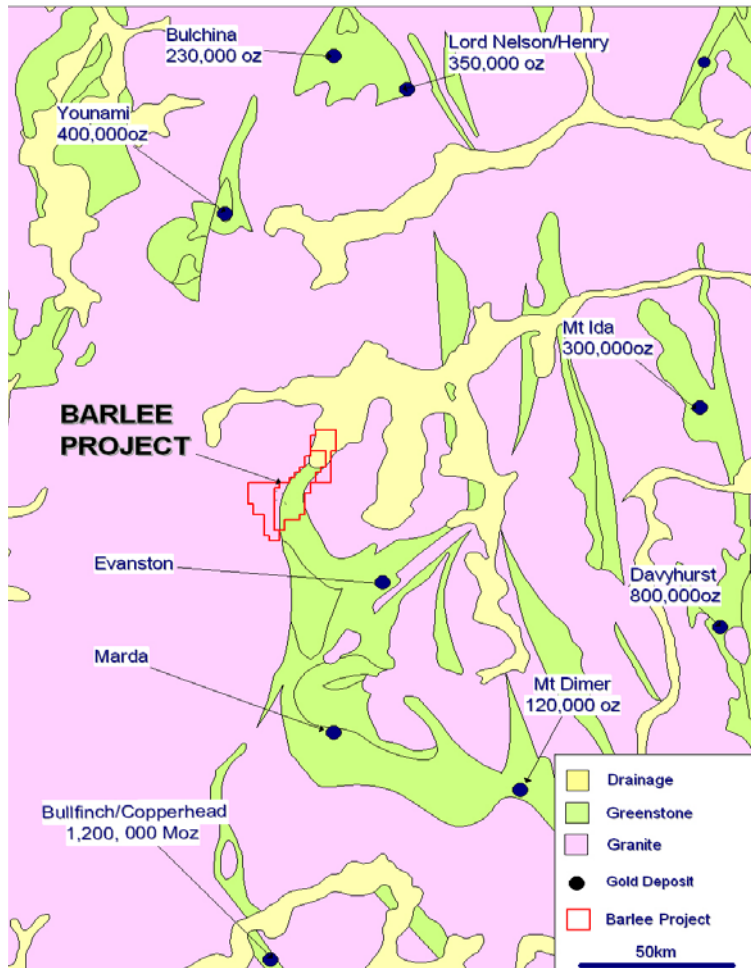 Bulchina
230,000 oz
Lord Nelson/Henry
350,000 oz
Younami
400,000oz
Mt Ida
300,000oz
BARLEE
PROJECT
Evanston
Davyhurst
800,000oz
Marda
Mt Dimer
120,000 oz
Bullfinch/Copperhead
1,200, 000 Moz
Drainage
Greenstone
Granite
Gold Deposit
Barlee Project
50km